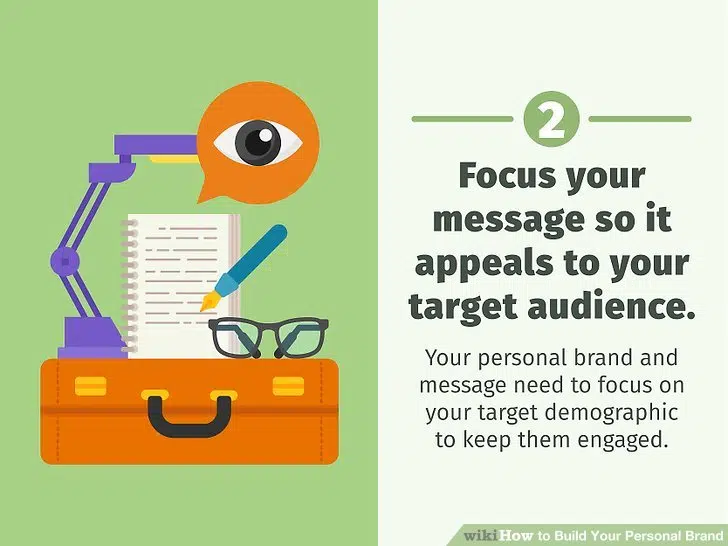 2
Focus your
message so it
appeals to your
target audience.
Your personal brand and
message need to focus on
your target demographic
to keep them engaged.
wikiHow to Build Your Personal Brand